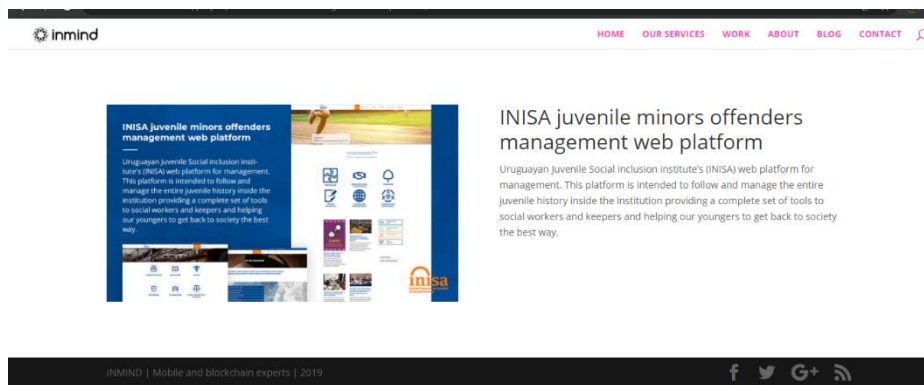 inmind
HOME OUR SERVICES WORK ABOUT BLOG CONTACT
INISA juvenile minors offenders
management web platform
Uruguayan Juvenile Social inclusion insti-
tute's (INISA) web platform for management.
This platform is intended to follow and
manage the entire juvenile history inside the
institution providing a complete set of tools
to social workers and keepers and helping
our youngers to get back to society the best
way.
inisa
INISA juvenile minors offenders
management web platform
Uruguayan Juvenile Social inclusion institute's (INISA) web platform for
management. This platform is intended to follow and manage the entire
juvenile history inside the institution providing a complete set of tools to
social workers and keepers and helping our youngers to get back to society
the best way.
INMIND | Mobile and blockchain experts | 2019